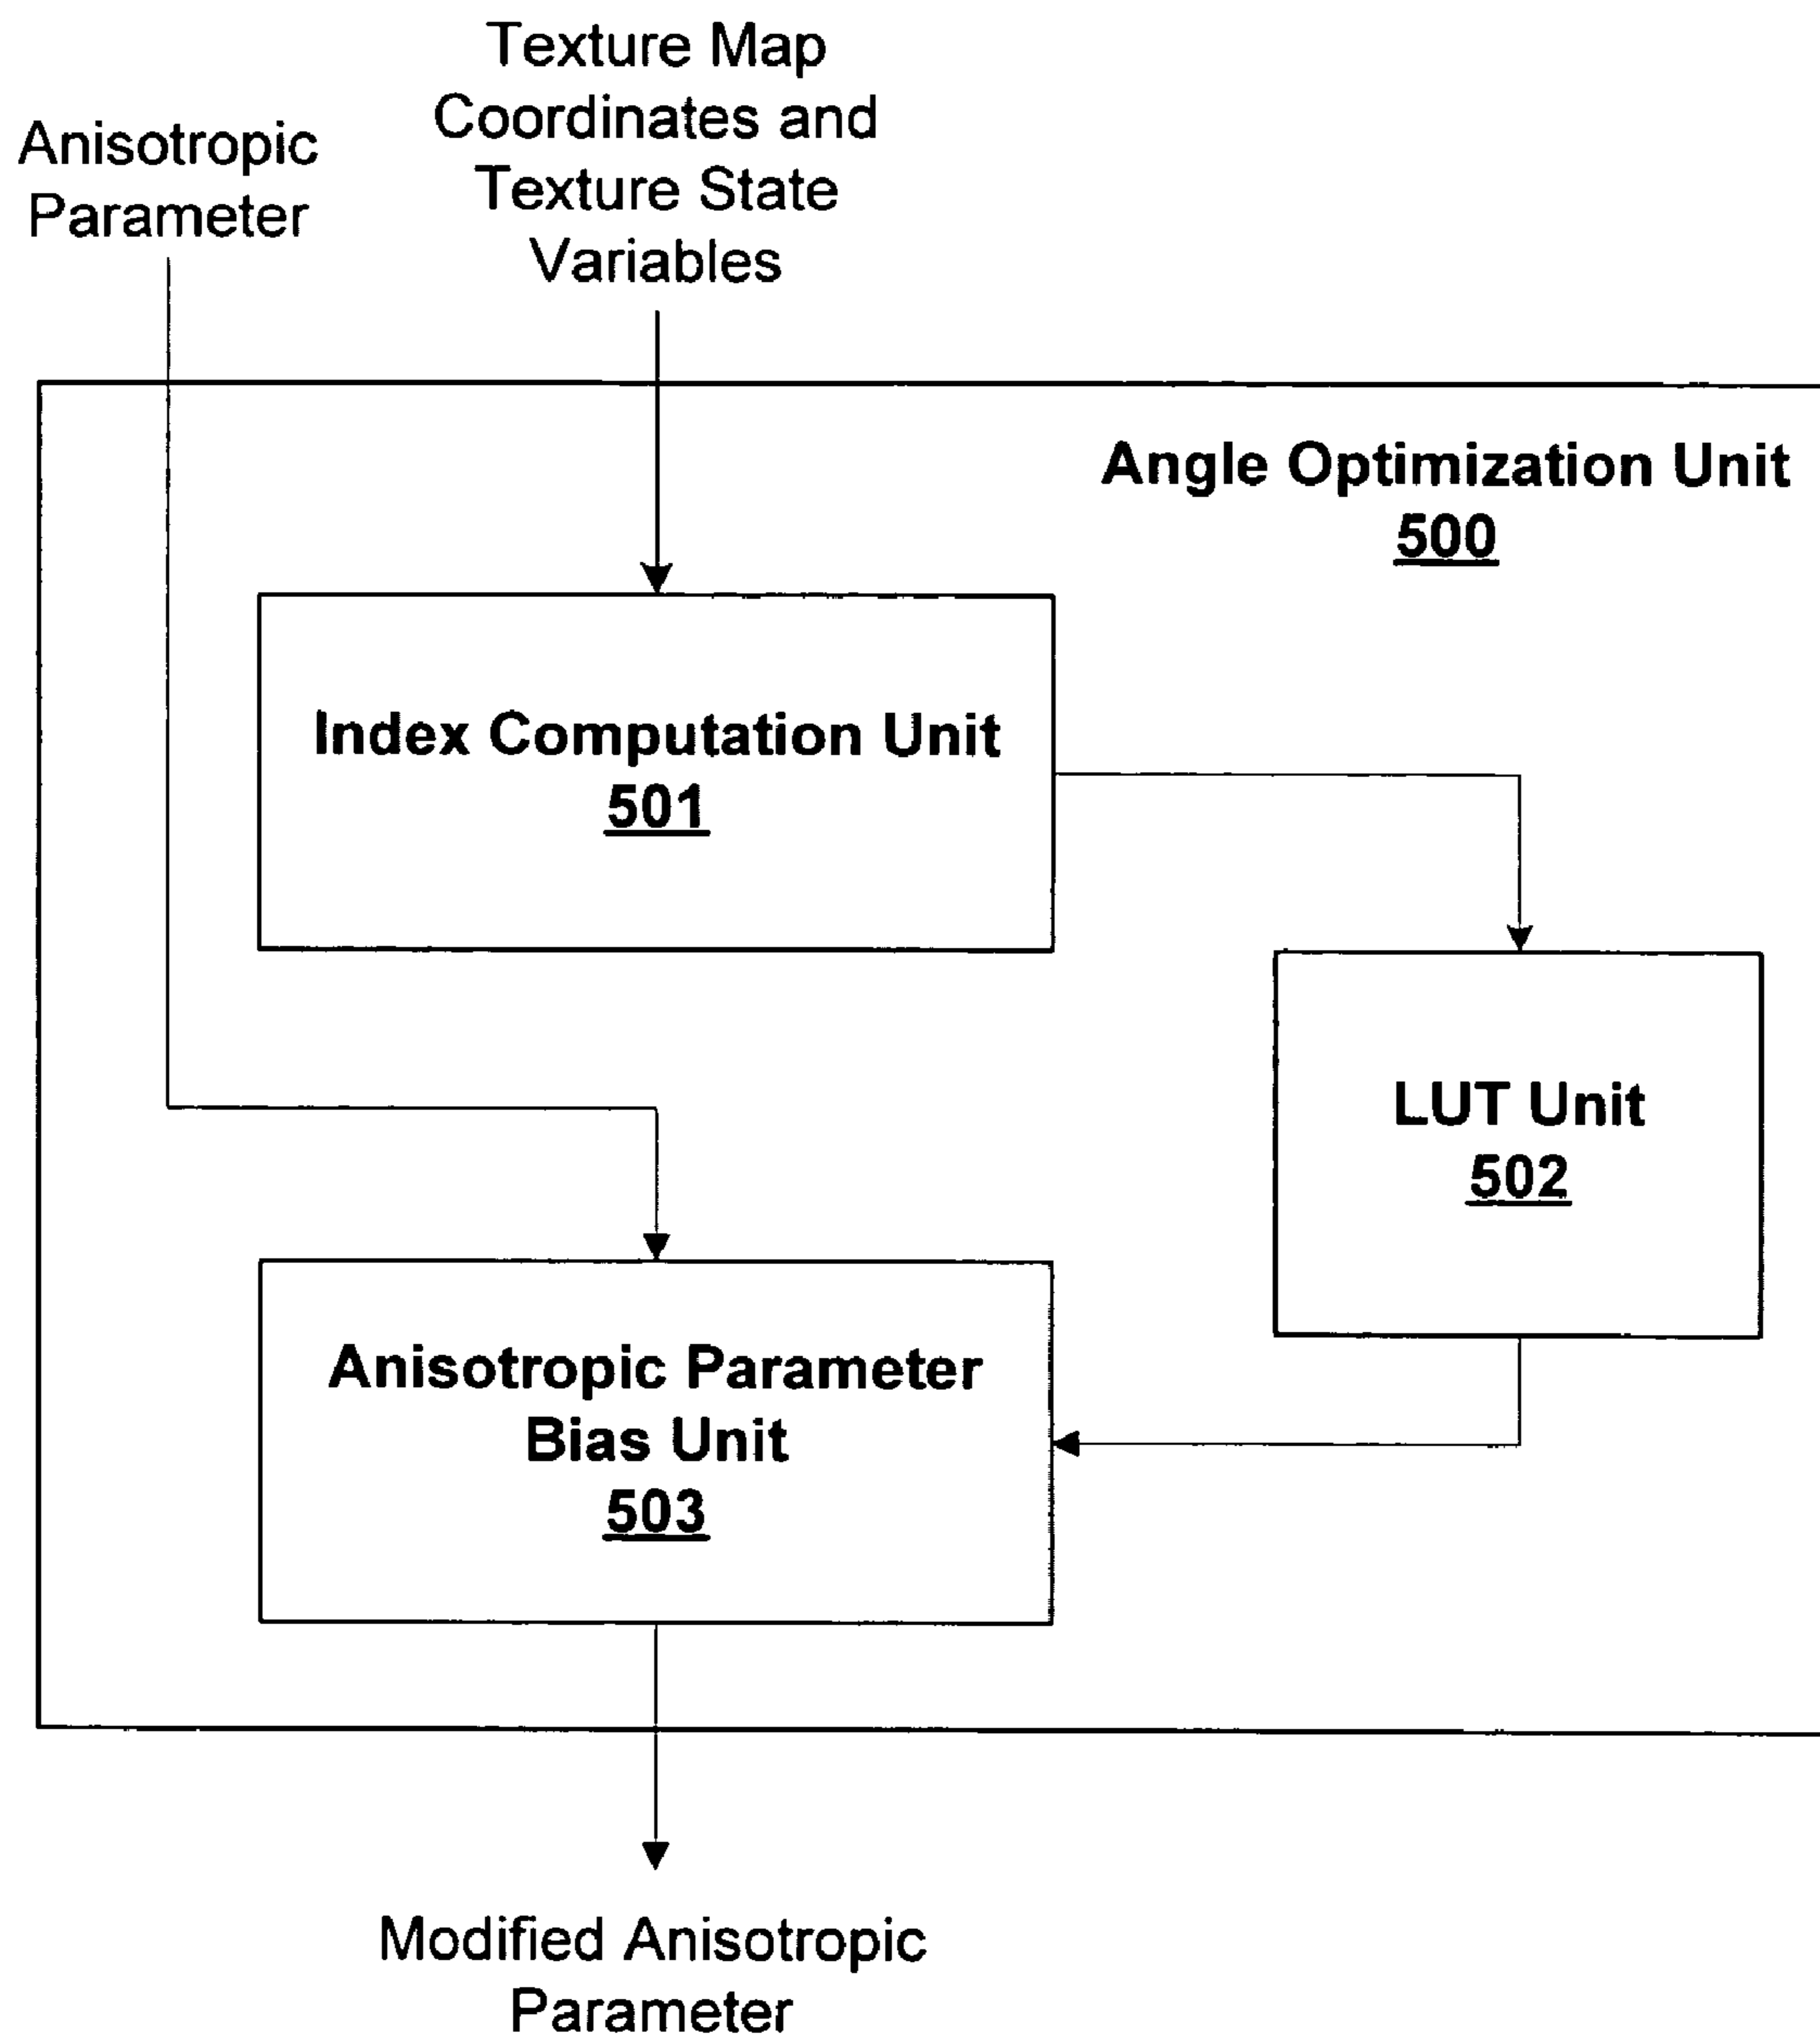 Texture Map
Coordinates and
Texture State
Variables
Anisotropic
Parameter
Angle Optimization Unit
500
Index Computation Unit
501
LUT Unit
502
Anisotropic Parameter
Bias Unit
503
Modified Anisotropic
Parameter